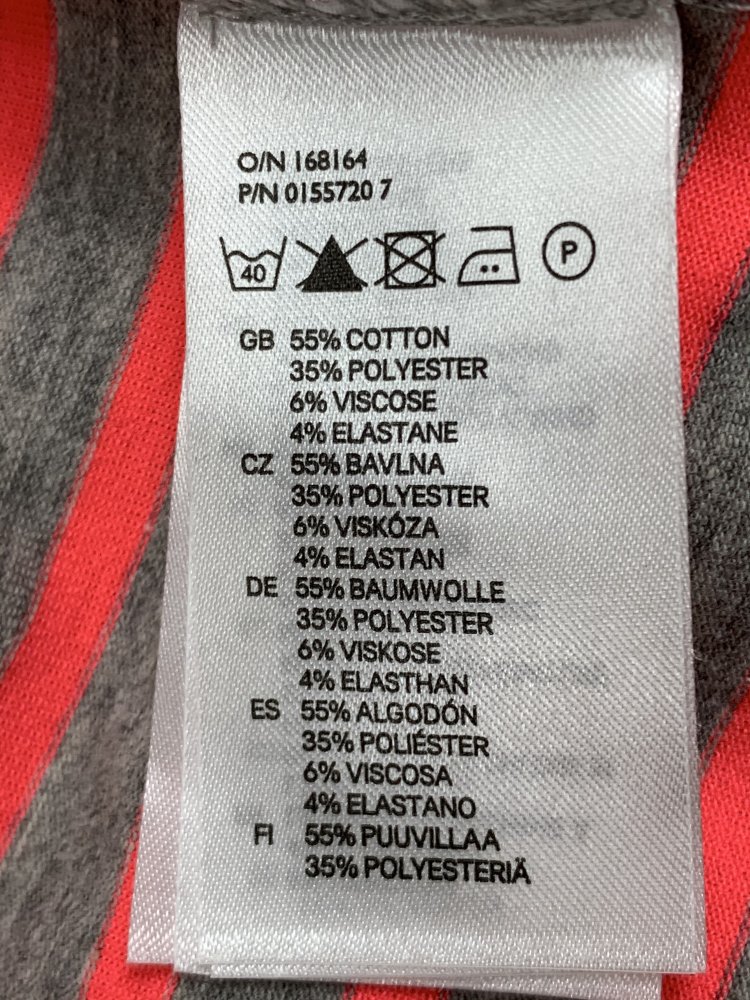 O/N 168164
P/N 0155720 7
40 P
GB 55% COTTON
35% POLYESTER
6% VISCOSE
4% ELASTANE
CZ 55% BAVLNA
35% POLYESTER
6% VISKÓZA
4% ELASTAN
DE 55% BAUMWOLLE
35% POLYESTER
6% VISKOSE
4% ELASTHAN
ES 55% ALGODÓN
35% POLIÉSTER
6% VISCOSA
4% ELASTANO
FI 55% PUUVILLAA
35% POLYESTERIÄ